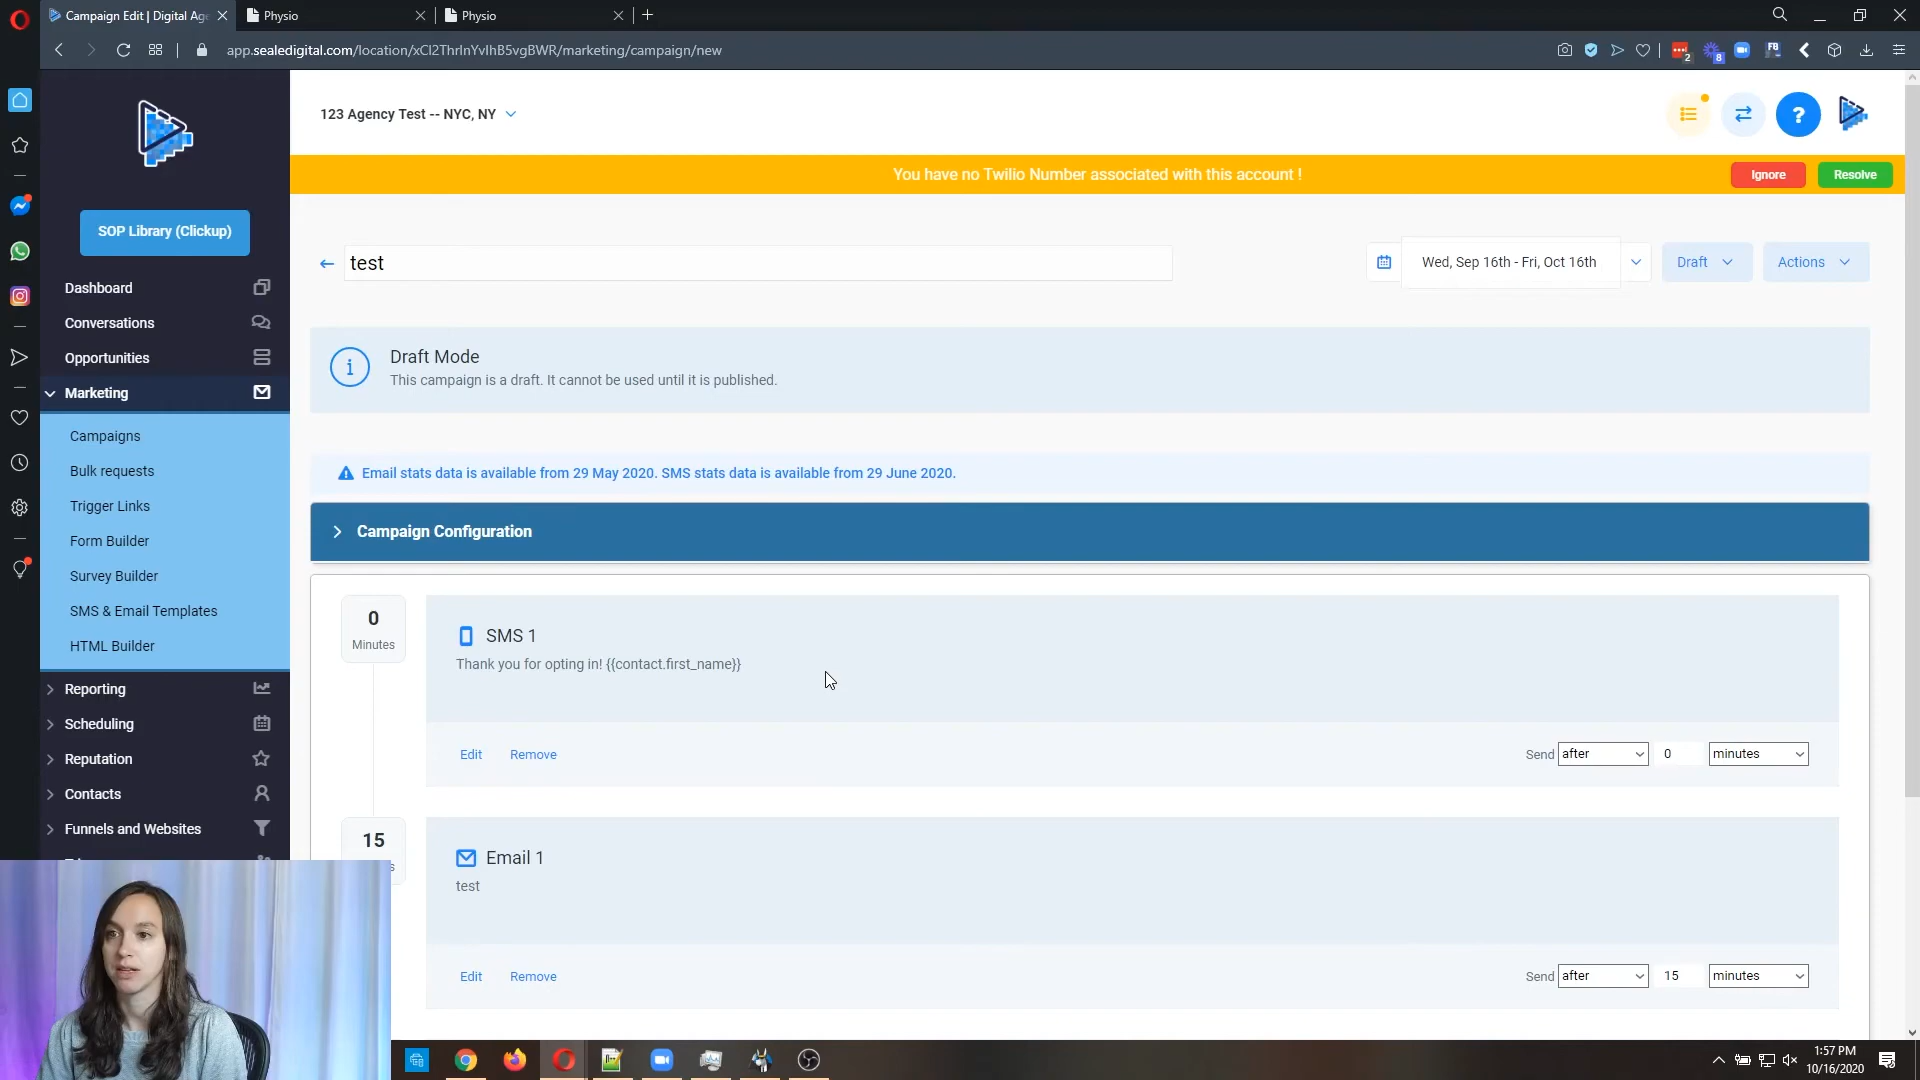 Campaign Edit | Digital Age
Physio
Physio
app.sealedigital.com/location/xCl2ThrlnYvIhB5vgBWR/marketing/campaign/new
2
8
FB
123 Agency Test -- NYC, NY
?
You have no Twilio Number associated with this account !
Ignore
Resolve
SOP Library (Clickup)
test
Wed, Sep 16th - Fri, Oct 16th
Draft
Actions
Dashboard
Conversations
Opportunities
Marketing
Campaigns
Bulk requests
Trigger Links
Form Builder
Survey Builder
SMS & Email Templates
HTML Builder
Reporting
Scheduling
Reputation
Contacts
Funnels and Websites
Draft Mode
This campaign is a draft. It cannot be used until it is published.
Email stats data is available from 29 May 2020. SMS stats data is available from 29 June 2020.
Campaign Configuration
0
Minutes
SMS 1
Thank you for opting in! {{contact.first_name}}
Edit
Remove
Send after 0 minutes
15
Email 1
test
Edit
Remove
Send after 15 minutes
1:57 PM
10/16/2020